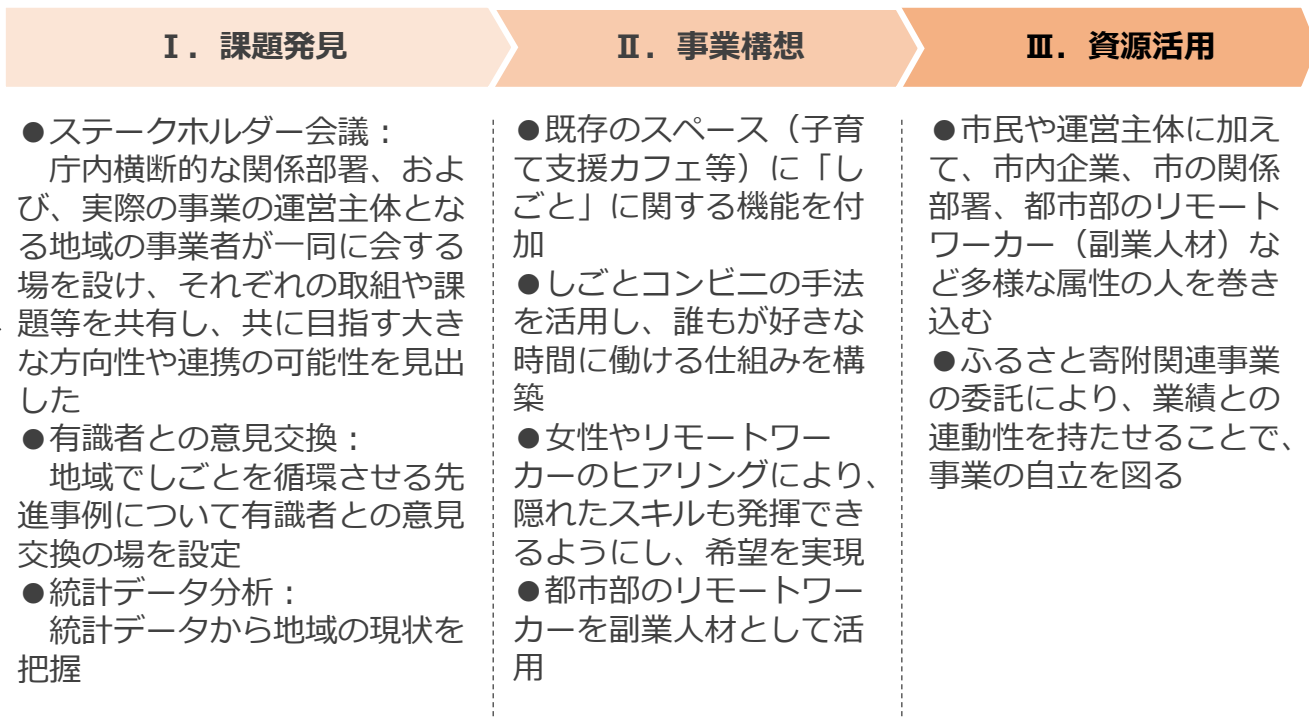 Ⅰ．課題発見
Ⅱ．事業構想
Ⅲ．資源活用
●ステークホルダー会議：
庁内横断的な関係部署、およ
び、実際の事業の運営主体とな
る地域の事業者が一同に会する
場を設け、それぞれの取組や課
題等を共有し、共に目指す大き
な方向性や連携の可能性を見出
した
●有識者との意見交換：
地域でしごとを循環させる先
進事例について有識者との意見
交換の場を設定
●統計データ分析：
統計データから地域の現状を
把握
●既存のスペース（子育
て支援カフェ等）に「し
ごと」に関する機能を付
加
●しごとコンビニの手法
を活用し、誰もが好きな
時間に働ける仕組みを構
築
●女性やリモートワー
カーのヒアリングにより、
隠れたスキルも発揮でき
るようにし、希望を実現
●都市部のリモートワー
カーを副業人材として活
用
●市民や運営主体に加え
て、市内企業、市の関係
部署、都市部のリモート
ワーカー（副業人材）な
ど多様な属性の人を巻き
込む
●ふるさと寄附関連事業
の委託により、業績との
連動性を持たせることで、
事業の自立を図る